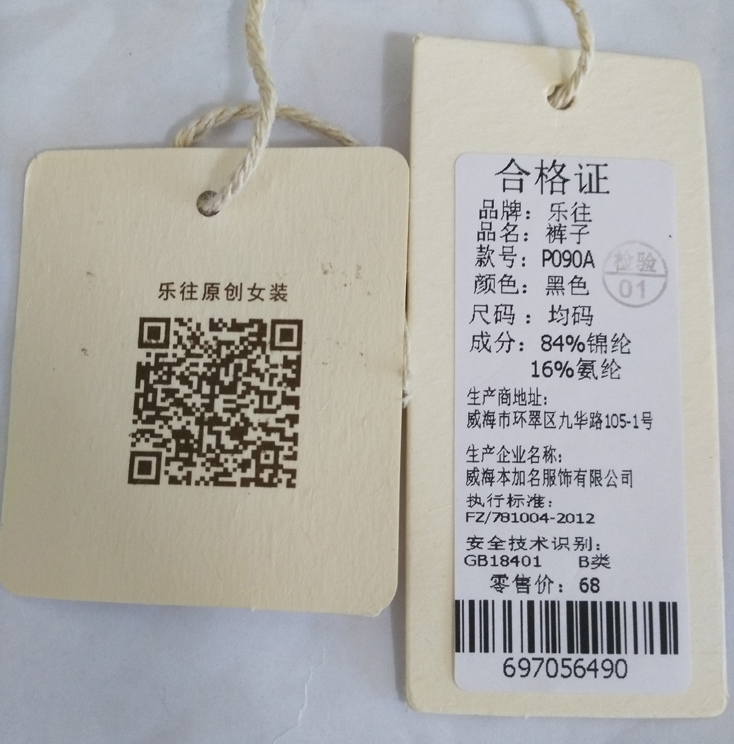 乐往原创女装
合格证
品牌：乐往
品名：裤子
款号：P090A
检验
01
颜色：黑色
尺码：均码
成分：84%锦纶
16%氨纶
生产商地址：
威海市环翠区九华路105-1号
生产企业名称：
威海本加名服饰有限公司
执行标准：
FZ/781004-2012
安全技术识别：
GB18401 B类
零售价：68
697056490